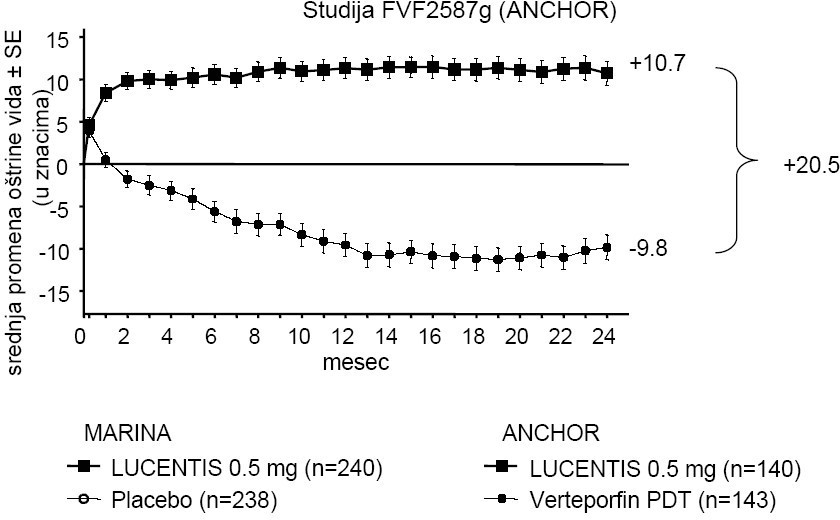 Studija FVF2587g (ANCHOR)
srednja promena oštrine vida ± SE
(u znacima)
15
10
5
0
-5
-10
-15
+10.7
+20.5
-9.8
0 2 4 6 8 10 12 14 16 18 20 22 24
mesec
MARINA
LUCENTIS 0.5 mg (n=240)
Placebo (n=238)
ANCHOR
LUCENTIS 0.5 mg (n=140)
Verteporfin PDT (n=143)